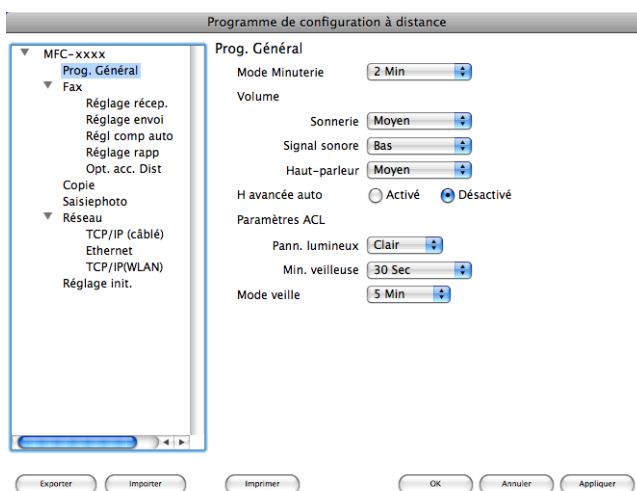 Programme de configuration à distance
MFC-xxxx
Prog. Général
Fax
Réglage récep.
Réglage envoi
Régl comp auto
Réglage rapp
Opt. acc. Dist
Copie
Saisiephoto
Réseau
TCP/IP (câblé)
Ethernet
TCP/IP(WLAN)
Réglage init.
Prog. Général
Mode Minuterie 2 Min
Volume
Sonnerie Moyen
Signal sonore Bas
Haut-parleur Moyen
H avancée auto Activé Désactivé
Paramètres ACL
Pann. lumineux Clair
Min. veilleuse 30 Sec
Mode veille 5 Min
Exporter Importer Imprimer OK Annuler Appliquer